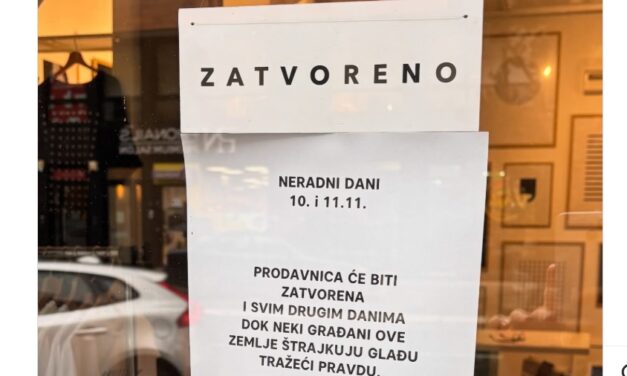 ZATVORENO
NERADNI DANI
10. i 11.11.
PRODAVNICA ĆE BITI
ZATVORENA
I SVIM DRUGIM DANIMA
DOK NEKI GRAĐANI OVE
ZEMLJE ŠTRAJKUJU GLAĐU
TRAŽEĆI PRAVDU.